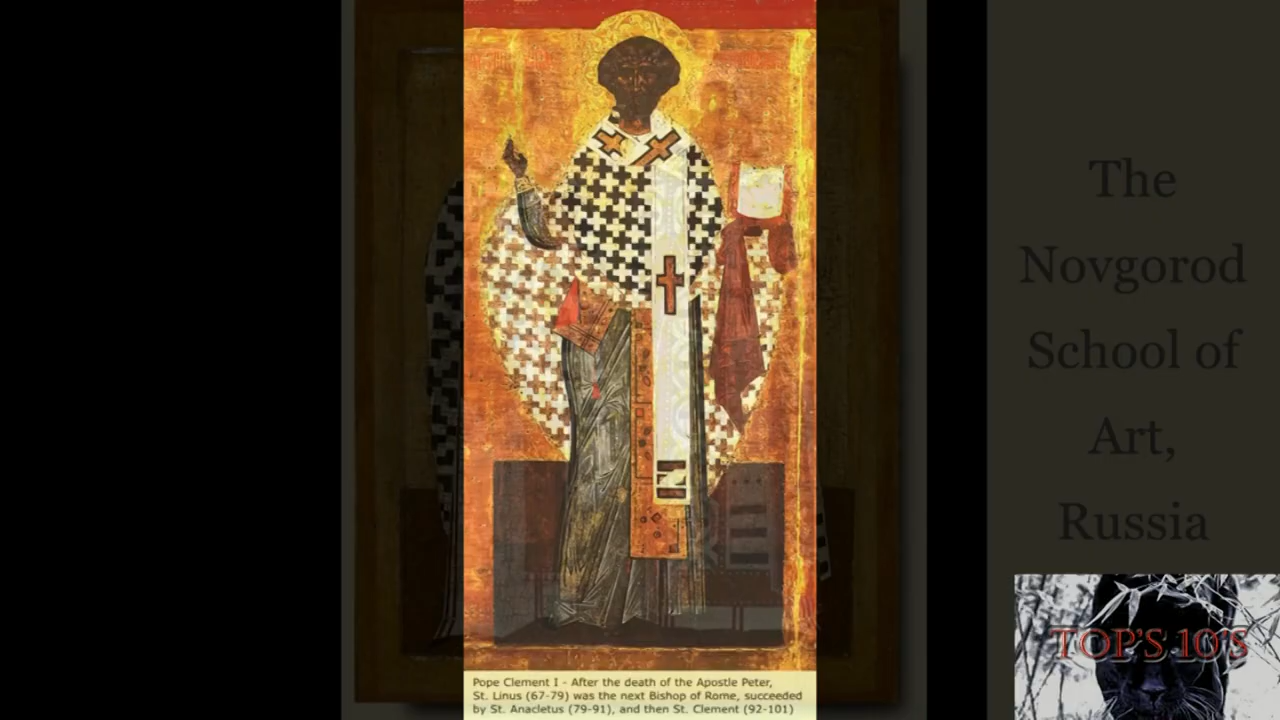 The
Novgorod
School of
Art,
Russia
TOP'S 10'S
Pope Clement I - After the death of the Apostle Peter,
St. Linus (67-79) was the next Bishop of Rome, succeeded
by St. Anacletus (79-91), and then St. Clement (92-101)